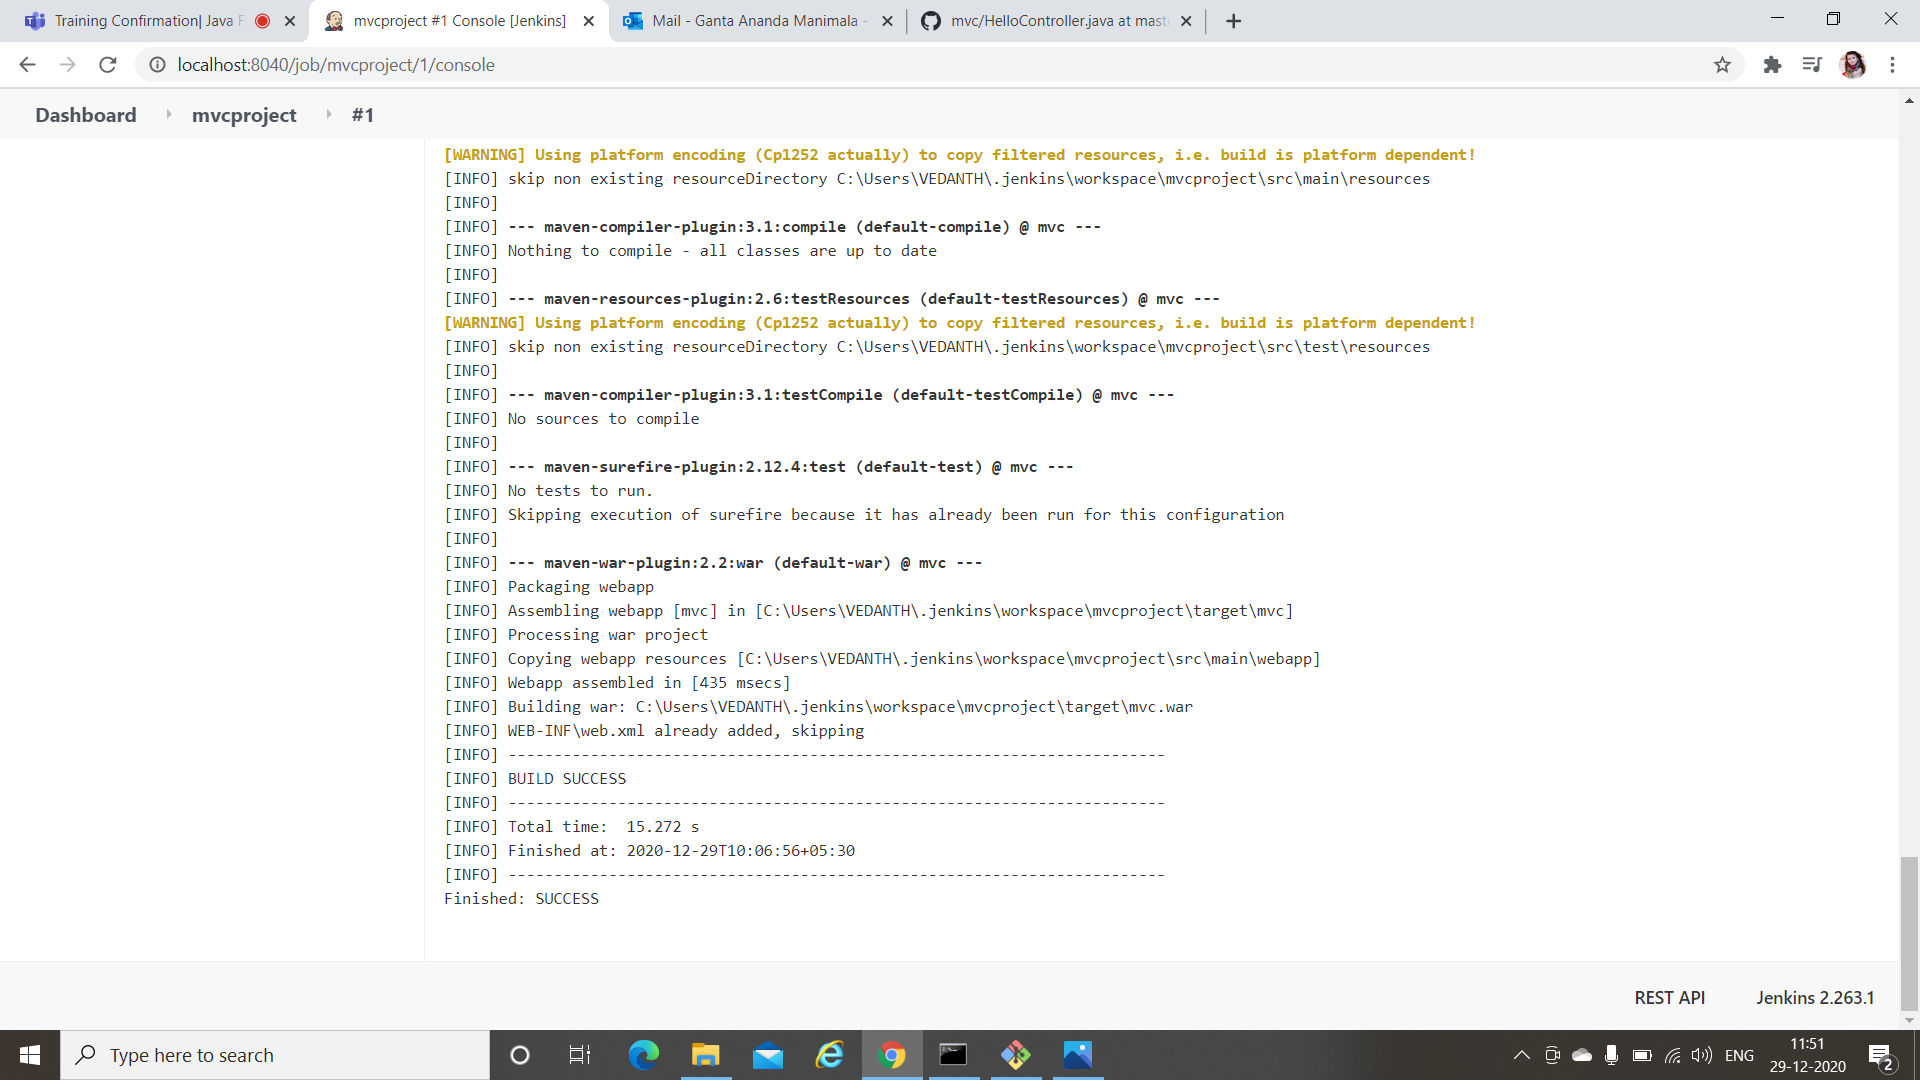 Training Confirmation| Java F
mvcproject #1 Console [Jenkins]
Mail - Ganta Ananda Manimala -
mvc/HelloController.java at mast
localhost:8040/job/mvcproject/1/console
Dashboard mvcproject #1
[WARNING] Using platform encoding (Cp1252 actually) to copy filtered resources, i.e. build is platform dependent!
[INFO] skip non existing resourceDirectory C:\Users\VEDANTH\.jenkins\workspace\mvcproject\src\main\resources
[INFO]
[INFO] --- maven-compiler-plugin:3.1:compile (default-compile) @ mvc ---
[INFO] Nothing to compile - all classes are up to date
[INFO]
[INFO] --- maven-resources-plugin:2.6:testResources (default-testResources) @ mvc ---
[WARNING] Using platform encoding (Cp1252 actually) to copy filtered resources, i.e. build is platform dependent!
[INFO] skip non existing resourceDirectory C:\Users\VEDANTH\.jenkins\workspace\mvcproject\src\test\resources
[INFO]
[INFO] --- maven-compiler-plugin:3.1:testCompile (default-testCompile) @ mvc ---
[INFO] No sources to compile
[INFO]
[INFO] --- maven-surefire-plugin:2.12.4:test (default-test) @ mvc ---
[INFO] No tests to run.
[INFO] Skipping execution of surefire because it has already been run for this configuration
[INFO]
[INFO] --- maven-war-plugin:2.2:war (default-war) @ mvc ---
[INFO] Packaging webapp
[INFO] Assembling webapp [mvc] in [C:\Users\VEDANTH\.jenkins\workspace\mvcproject\target\mvc]
[INFO] Processing war project
[INFO] Copying webapp resources [C:\Users\VEDANTH\.jenkins\workspace\mvcproject\src\main\webapp]
[INFO] Webapp assembled in [435 msecs]
[INFO] Building war: C:\Users\VEDANTH\.jenkins\workspace\mvcproject\target\mvc.war
[INFO] WEB-INF\web.xml already added, skipping
[INFO] ------------------------------------------------------------------------
[INFO] BUILD SUCCESS
[INFO] ------------------------------------------------------------------------
[INFO] Total time:  15.272 s
[INFO] Finished at: 2020-12-29T10:06:56+05:30
[INFO] ------------------------------------------------------------------------
Finished: SUCCESS
REST API Jenkins 2.263.1
Type here to search
ENG
11:51
29-12-2020
2